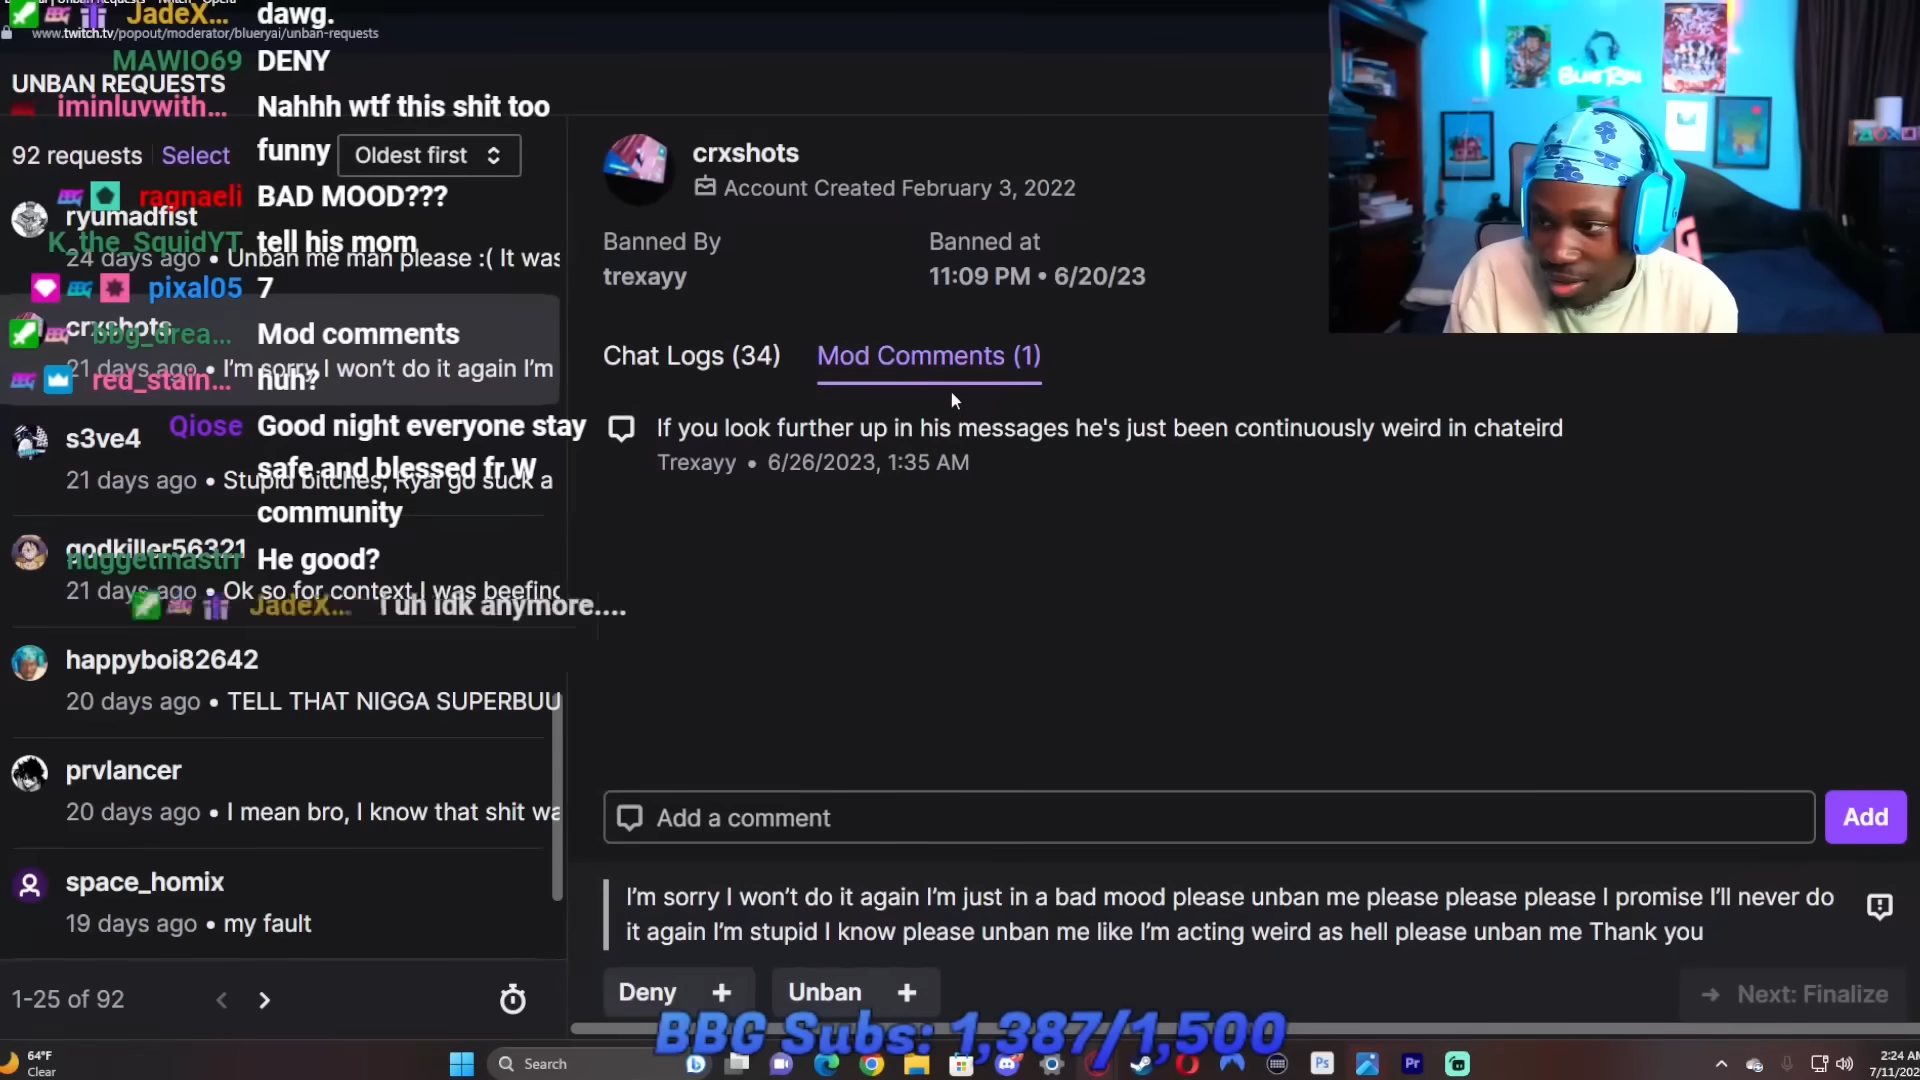 www.twitch.tv/popout/moderator/blueryai/unban-requests
UNBAN REQUESTS
92 requests
Select
Oldest first
ryumadfist
24 days ago • Unban me man please :( It was
crxshots
21 days ago • I'm sorry I won't do it again I'm
s3ve4
21 days ago • Stupid bitches, Ryai go suck a
godkiller56321
21 days ago • Ok so for context I was beefing
happyboi82642
20 days ago • TELL THAT NIGGA SUPERBUU
prvlancer
20 days ago • I mean bro, I know that shit wa
space_homix
19 days ago • my fault
1-25 of 92
JadeX... dawg.
MAWIO69 DENY
iminluvwith... Nahhh wtf this shit too
funny
ragnaeli BAD MOOD???
K_the_SquidYT tell his mom
pixal05 7
bbg_drea... Mod comments
red_stain... huh?
Qiose Good night everyone stay
safe and blessed fr W
community
nuggetmastrr He good?
JadeX... I uh idk anymore....
crxshots
Account Created February 3, 2022
Banned By
trexayy
Banned at
11:09 PM • 6/20/23
Chat Logs (34)
Mod Comments (1)
If you look further up in his messages he's just been continuously weird in chateird
Trexayy • 6/26/2023, 1:35 AM
Add a comment
Add
I'm sorry I won't do it again I'm just in a bad mood please unban me please please please I promise I'll never do
it again I'm stupid I know please unban me like I'm acting weird as hell please unban me Thank you
Deny +
Unban +
Next: Finalize
BBG Subs: 1,387/1,500
64°F
Clear
Search
Ps
Pr
2:24 AM
7/11/202